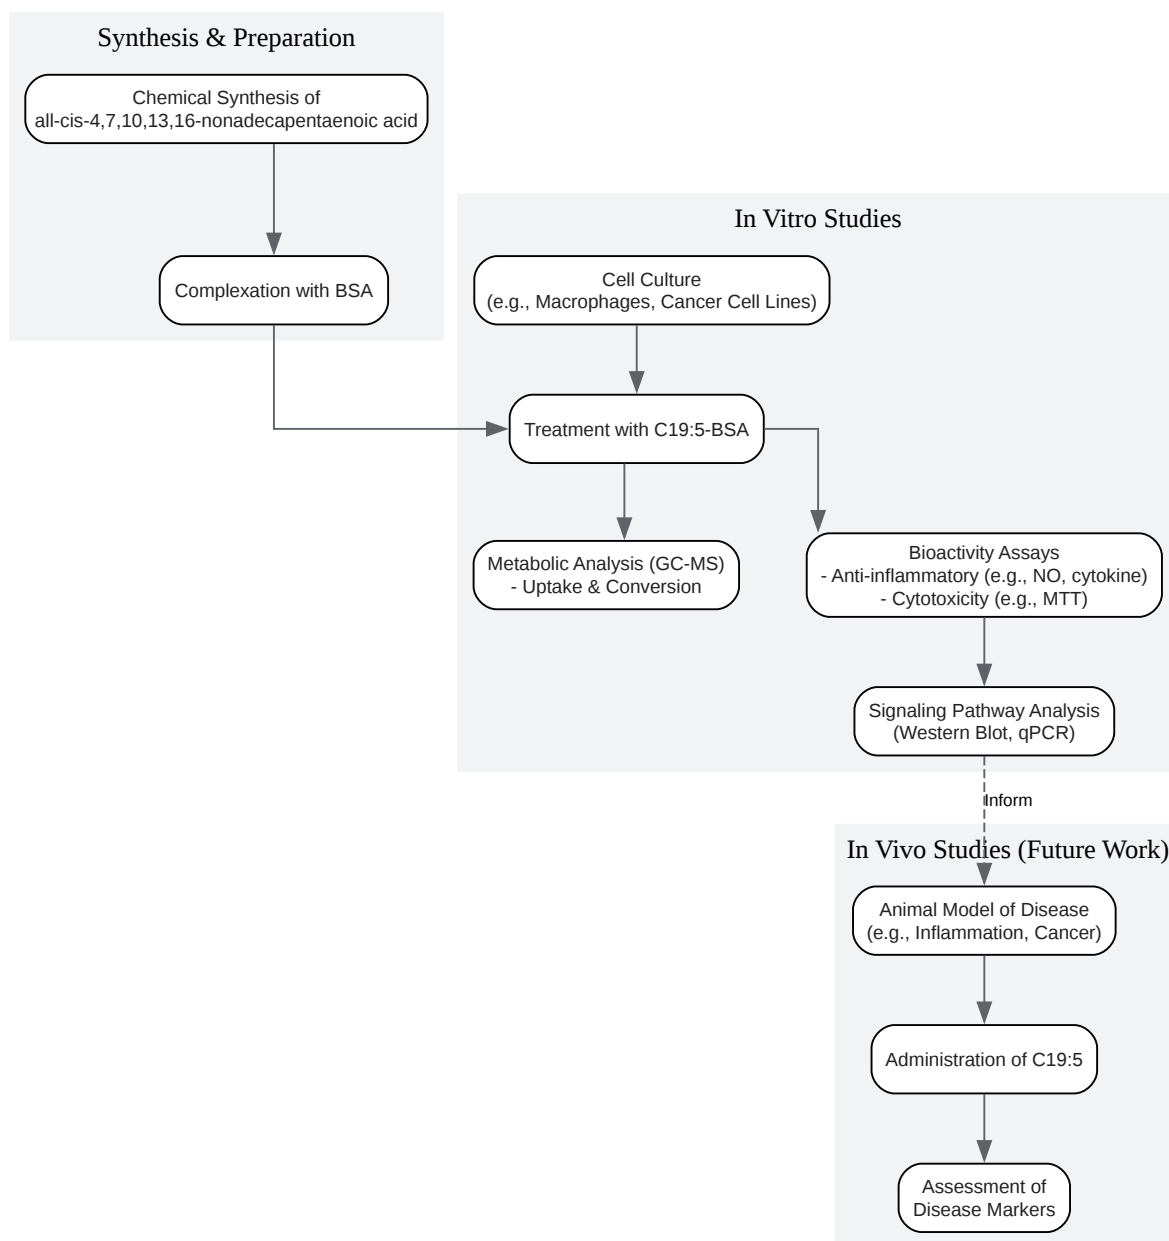 Synthesis & Preparation
Chemical Synthesis of
all-cis-4,7,10,13,16-nonadecapentaenoic acid
Complexation with BSA
In Vitro Studies
Cell Culture
(e.g., Macrophages, Cancer Cell Lines)
Treatment with C19:5-BSA
Metabolic Analysis (GC-MS)
- Uptake & Conversion
Bioactivity Assays
- Anti-inflammatory (e.g., NO, cytokine)
- Cytotoxicity (e.g., MTT)
Signaling Pathway Analysis
(Western Blot, qPCR)
Inform
In Vivo Studies (Future Work)
Animal Model of Disease
(e.g., Inflammation, Cancer)
Administration of C19:5
Assessment of
Disease Markers